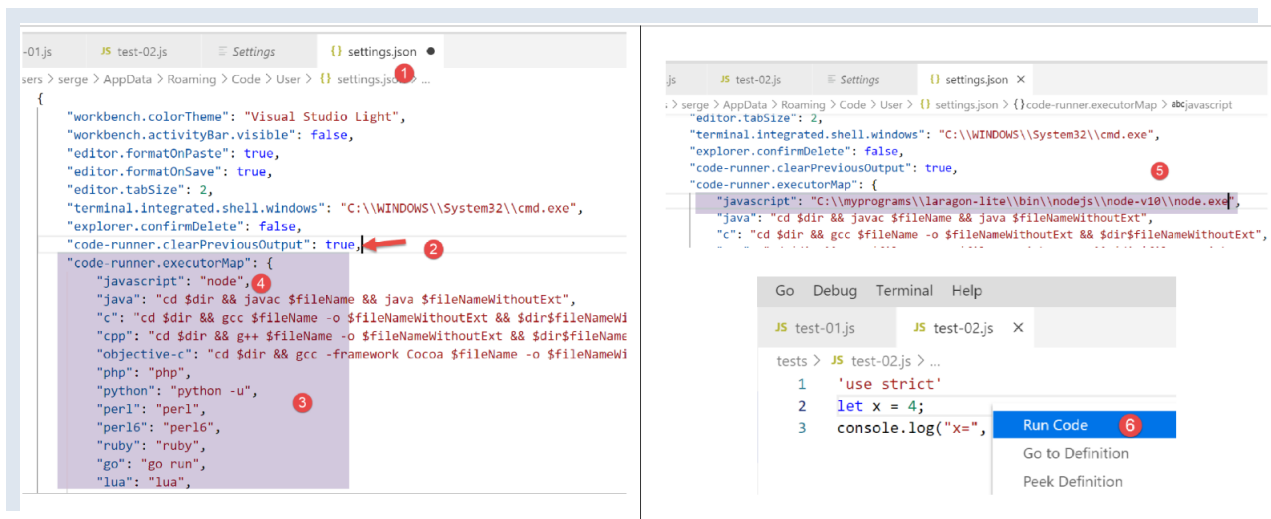 -01.js JS test-02.js Settings {} settings.json ●
sers > serge > AppData > Roaming > Code > User > {} settings.js > ...
1
{
"workbench.colorTheme": "Visual Studio Light",
"workbench.activityBar.visible": false,
"editor.formatOnPaste": true,
"editor.formatOnSave": true,
"editor.tabSize": 2,
"terminal.integrated.shell.windows": "C:\\WINDOWS\\System32\\cmd.exe",
"explorer.confirmDelete": false,
"code-runner.clearPreviousOutput": true,
2
"code-runner.executorMap": {
"javascript": "node",
4
"java": "cd $dir && javac $fileName && java $fileNameWithoutExt",
"c": "cd $dir && gcc $fileName -o $fileNameWithoutExt && $dir$fileNameWi
"cpp": "cd $dir && g++ $fileName -o $fileNameWithoutExt && $dir$fileNameWi
"objective-c": "cd $dir && gcc -framework Cocoa $fileName -o $fileNameWi
"php": "php",
"python": "python -u",
"perl": "perl",
3
"perl6": "perl6",
"ruby": "ruby",
"go": "go run",
"lua": "lua",
.js JS test-02.js Settings {} settings.json ×
> serge > AppData > Roaming > Code > User > {} settings.json > {} code-runner.executorMap > abc javascript
"editor.tabSize": 2,
"terminal.integrated.shell.windows": "C:\\WINDOWS\\System32\\cmd.exe",
"explorer.confirmDelete": false,
"code-runner.clearPreviousOutput": true,
5
"code-runner.executorMap": {
"javascript": "C:\\myprograms\\laragon-lite\\bin\\nodejs\\node-v10\\node.exe",
"java": "cd $dir && javac $fileName && java $fileNameWithoutExt",
"c": "cd $dir && gcc $fileName -o $fileNameWithoutExt && $dir$fileNameWithoutExt",
Go Debug Terminal Help
JS test-01.js JS test-02.js ×
tests > JS test-02.js > ...
1 'use strict'
2 let x = 4;
3 console.log("x=",
Run Code 6
Go to Definition
Peek Definition